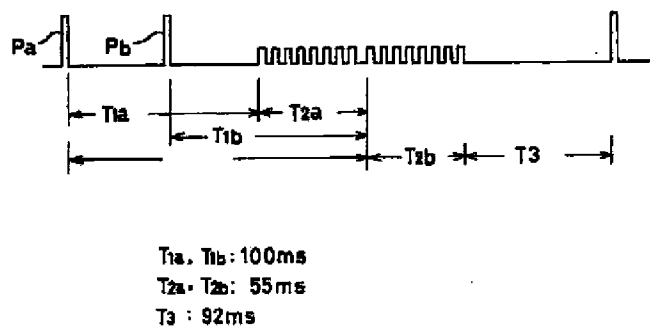 Pa
Pb
T1a
T2a
T1b
T2b
T3
T1a, T1b : 100ms
T2a, T2b : 55ms
T3 : 92ms